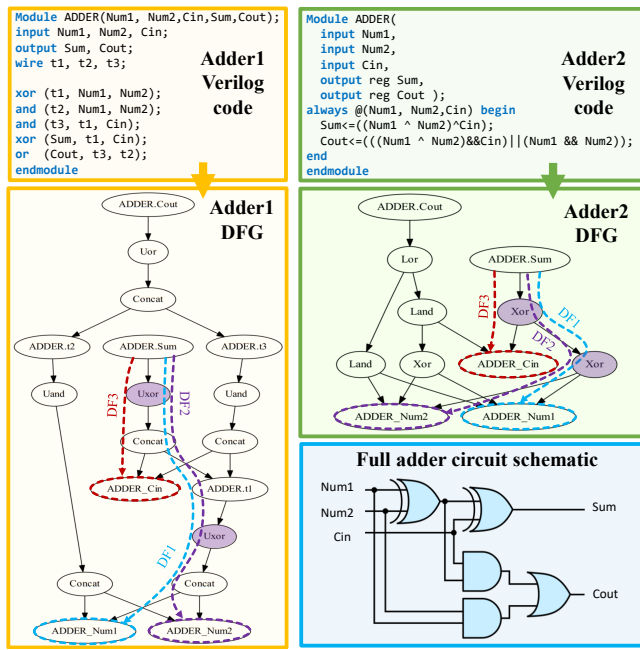 Module ADDER(Num1, Num2,Cin,Sum,Cout);
input Num1, Num2, Cin;
output Sum, Cout;
wire t1, t2, t3;
xor (t1, Num1, Num2);
and (t2, Num1, Num2);
and (t3, t1, Cin);
xor (Sum, t1, Cin);
or (Cout, t3, t2);
endmodule
Adder1
Verilog
code
Module ADDER(
input Num1,
input Num2,
input Cin,
output reg Sum,
output reg Cout );
always @(Num1, Num2,Cin) begin
Sum<=((Num1 ^ Num2)^Cin);
Cout<=(((Num1 ^ Num2)&&Cin)||(Num1 && Num2));
end
endmodule
Adder2
Verilog
code
Adder1
DFG
ADDER.Cout
Uor
Concat
ADDER.t2
ADDER.Sum
ADDER.t3
Uand
Uxor
Uand
DF3
DF2
Concat
Concat
ADDER_Cin
ADDER.t1
Uxor
DF1
Concat
Concat
ADDER_Num1
ADDER_Num2
Adder2
DFG
ADDER.Cout
Lor
ADDER.Sum
Land
Xor
DF3
DF1
DF2
Land
Xor
ADDER_Cin
Xor
ADDER_Num2
ADDER_Num1
Full adder circuit schematic
Num1
Num2
Cin
Sum
Cout